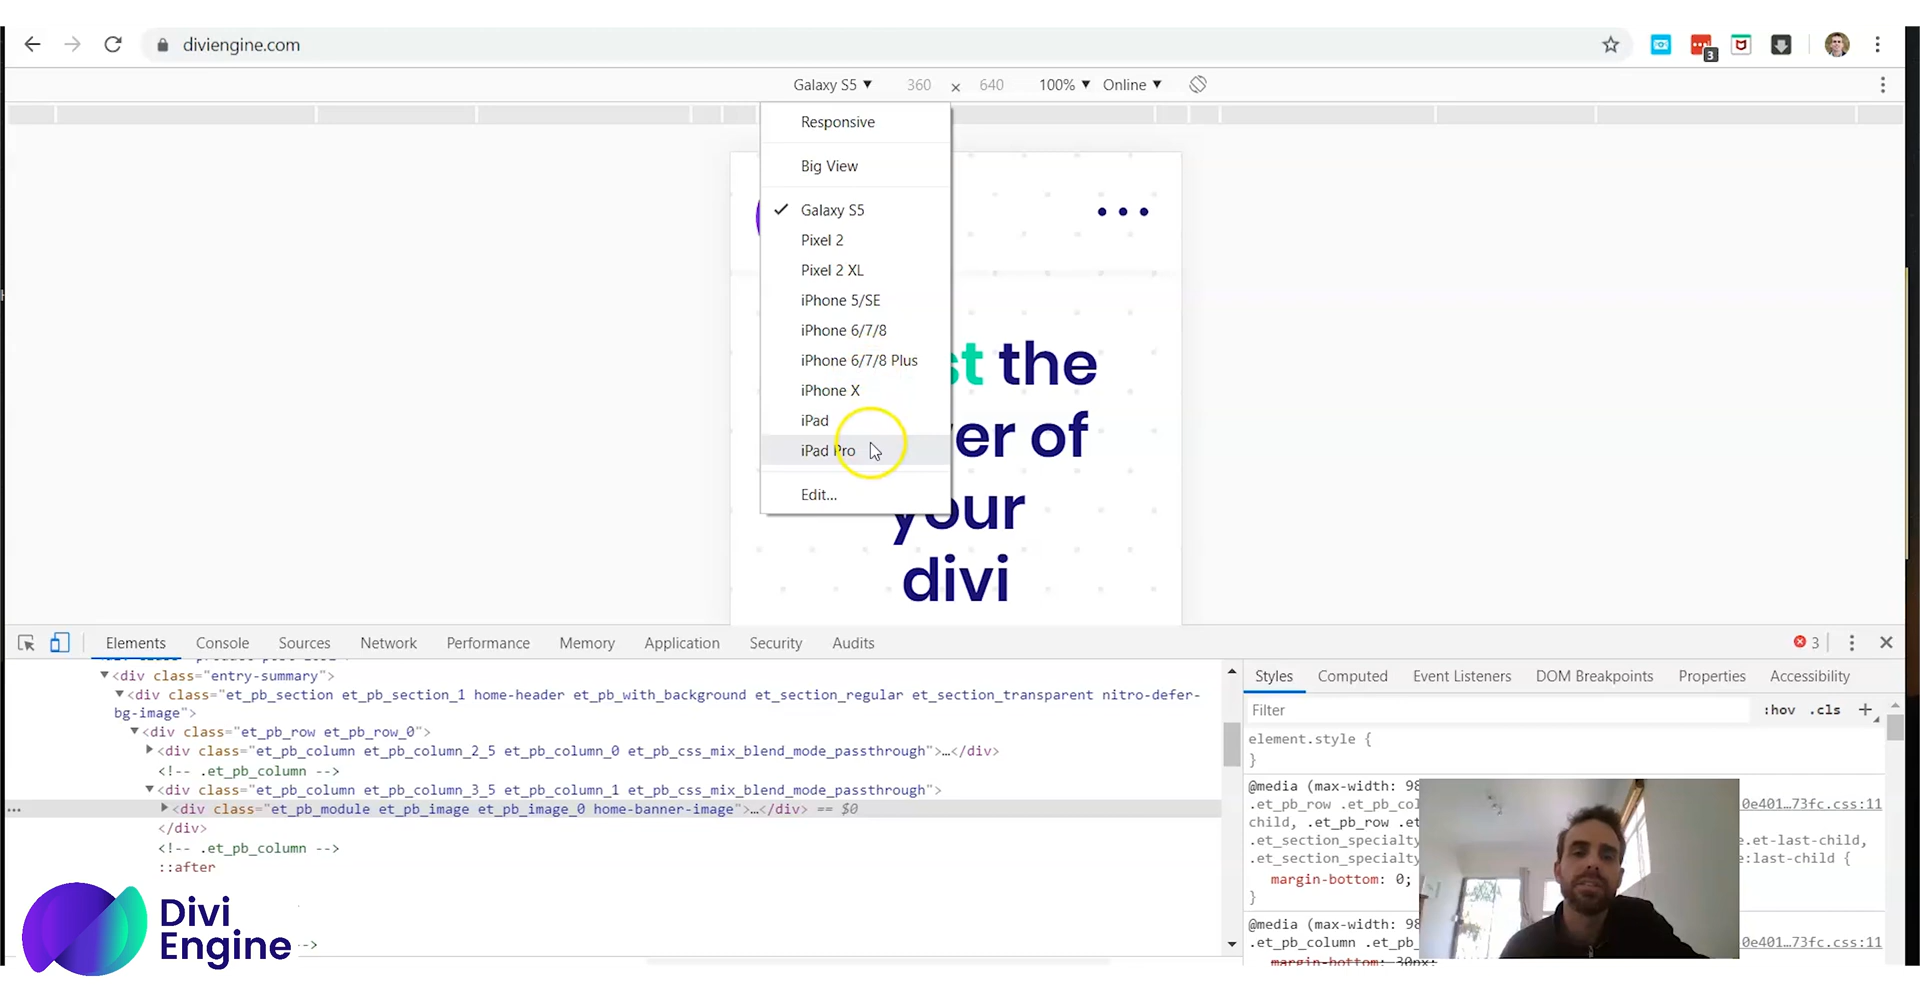 diviengine.com
3
Galaxy S5 ▼ 360 × 640 100% ▼ Online ▼
Responsive
Big View
✓ Galaxy S5
Pixel 2
Pixel 2 XL
iPhone 5/SE
iPhone 6/7/8
iPhone 6/7/8 Plus
iPhone X
iPad
iPad Pro
Edit...
st the
er of
your
divi
Elements Console Sources Network Performance Memory Application Security Audits 3
▼<div class="entry-summary">
▼<div class="et_pb_section et_pb_section_1 home-header et_pb_with_background et_section_regular et_section_transparent nitro-defer-
bg-image">
▼<div class="et_pb_row et_pb_row_0">
▶<div class="et_pb_column et_pb_column_2_5 et_pb_column_0 et_pb_css_mix_blend_mode_passthrough">…</div>
<!-- .et_pb_column -->
▼<div class="et_pb_column et_pb_column_3_5 et_pb_column_1 et_pb_css_mix_blend_mode_passthrough">
… ▶<div class="et_pb_module et_pb_image et_pb_image_0 home-banner-image">…</div> == $0
</div>
<!-- .et_pb_column -->
::after
-->
Divi
Engine
Styles Computed Event Listeners DOM Breakpoints Properties Accessibility
Filter :hov .cls +
element.style {
}
@media (max-width: 98
.et_pb_row .et_pb_col 0e401…73fc.css:11
child, .et_pb_row .et
.et_section_specialty e.et-last-child,
.et_section_specialty e:last-child {
margin-bottom: 0;
}
@media (max-width: 98
.et_pb_column .et_pb_ 0e401…73fc.css:11
margin-bottom: 30px;